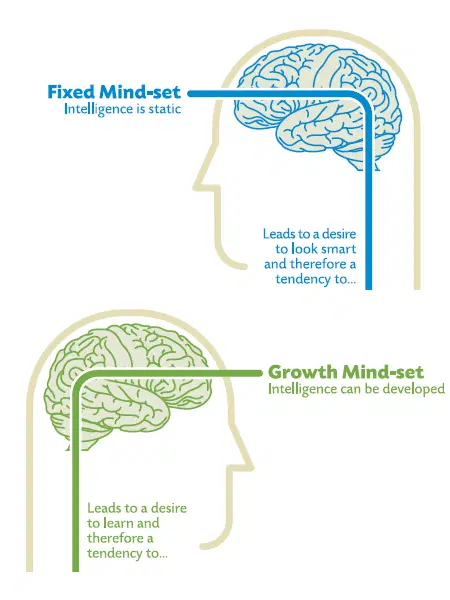 Fixed Mind-set
Intelligence is static
Leads to a desire
to look smart
and therefore a
tendency to...
Growth Mind-set
Intelligence can be developed
Leads to a desire
to learn and
therefore a
tendency to...